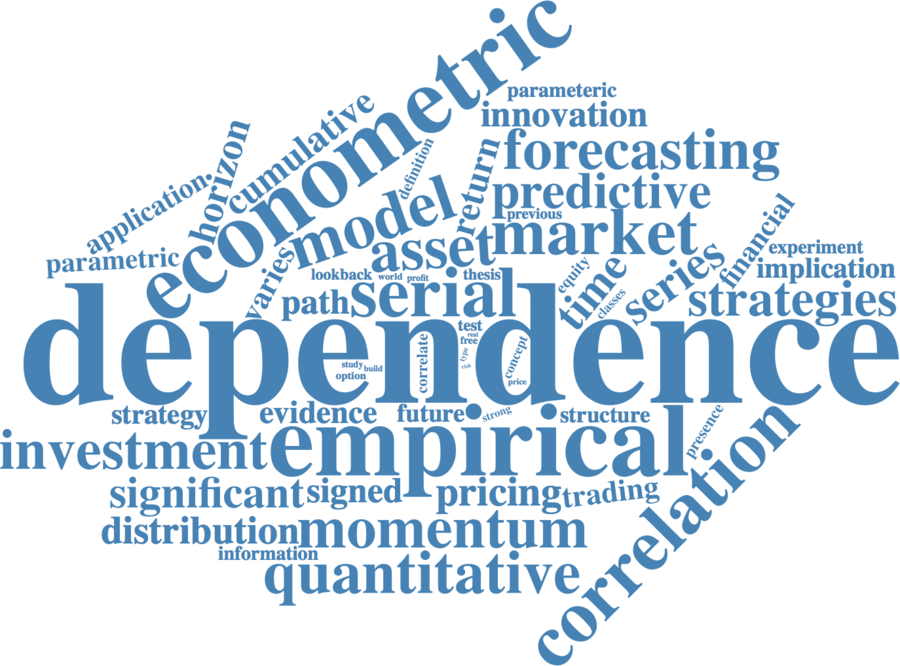 econometric
parameteric
innovation
cumulative
horizon
definition
return
forecasting
application
model
predictive
previous
parametric
varies
asset
market
financial
experiment
lookback
world
profit
thesis
equity
time
series
implication
path
serial
classes
strategies
dependence
test
real
free
correlate
type
risk
concept
price
study
build
option
strategy
evidence
future
strong
structure
presence
investment
empirical
correlation
significant
signed
pricing
trading
distribution
momentum
information
quantitative